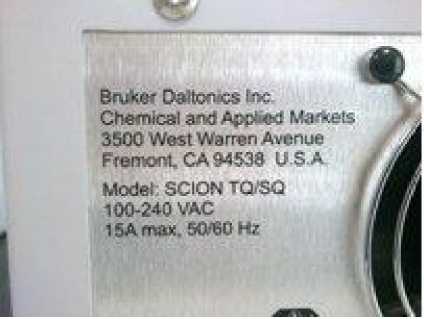 Bruker Daltonics Inc.
Chemical and Applied Markets
3500 West Warren Avenue
Fremont, CA 94538 U.S.A.
Model: SCION TQ/SQ
100-240 VAC
15A max, 50/60 Hz